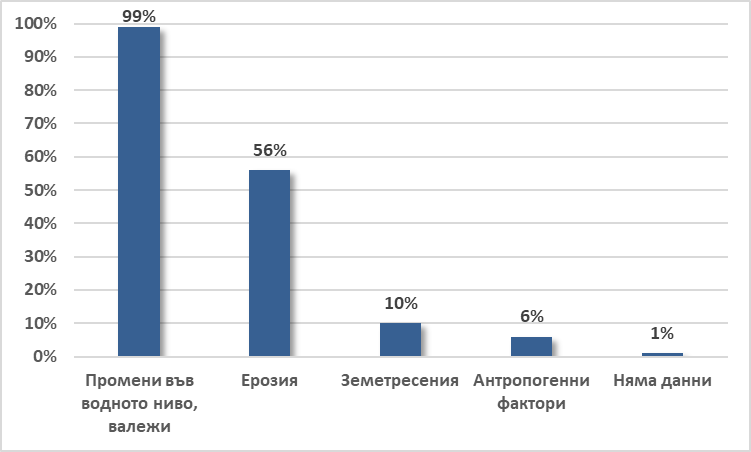 100%
90%
80%
70%
60%
50%
40%
30%
20%
10%
0%
99%
56%
10%
6%
1%
Промени във
водното ниво,
валежи
Ерозия
Земетресения
Антропогенни
фактори
Няма данни